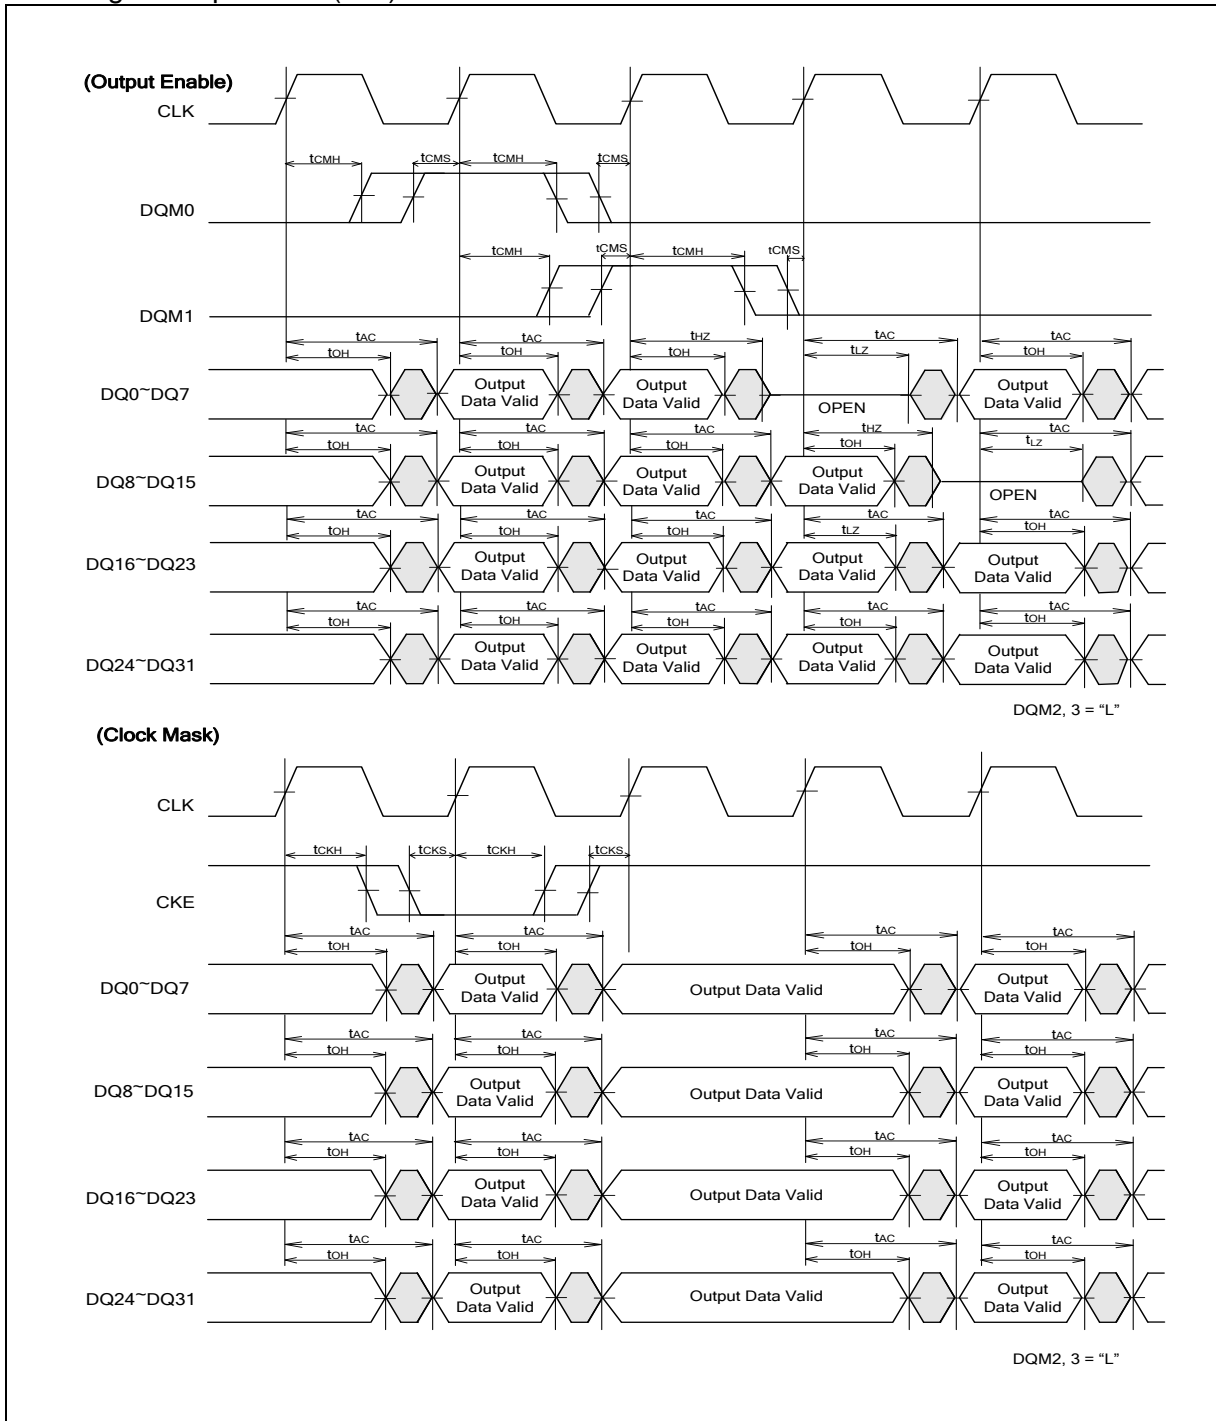 (Output Enable)
CLK
tCMH tCMS tCMH tCMS
DQM0
tCMH tCMS tCMH tCMS
DQM1
tAC tAC tHZ tAC tAC
tOH tOH tOH tLZ tOH
DQ0~DQ7 Output Data Valid Output Data Valid OPEN Output Data Valid
tAC tAC tAC tHZ tAC
tOH tOH tOH tOH tLZ
DQ8~DQ15 Output Data Valid Output Data Valid Output Data Valid OPEN
tAC tAC tAC tAC tAC
tOH tOH tOH tLZ tOH
DQ16~DQ23 Output Data Valid Output Data Valid Output Data Valid Output Data Valid
tAC tAC tAC tAC tAC
tOH tOH tOH tOH tOH
DQ24~DQ31 Output Data Valid Output Data Valid Output Data Valid Output Data Valid
DQM2, 3 = “L”
(Clock Mask)
CLK
tCKH tCKS tCKH tCKS
CKE
tAC tAC tAC tAC
tOH tOH tOH tOH
DQ0~DQ7 Output Data Valid Output Data Valid Output Data Valid
tAC tAC tAC tAC
tOH tOH tOH tOH
DQ8~DQ15 Output Data Valid Output Data Valid Output Data Valid
tAC tAC tAC tAC
tOH tOH tOH tOH
DQ16~DQ23 Output Data Valid Output Data Valid Output Data Valid
tAC tAC tAC tAC
tOH tOH tOH tOH
DQ24~DQ31 Output Data Valid Output Data Valid Output Data Valid
DQM2, 3 = “L”